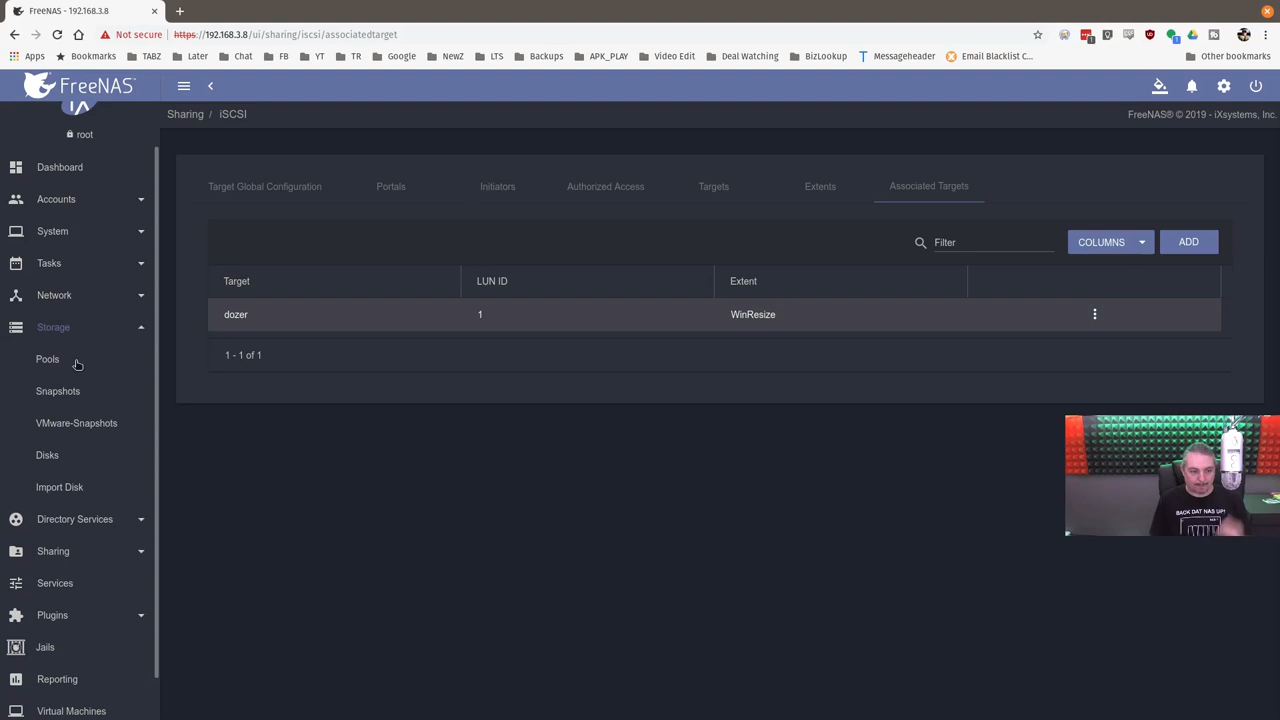 FreeNAS - 192.168.3.8
Not secure
https://192.168.3.8/ui/sharing/iscsi/associatedtarget
Apps
Bookmarks
TABZ
Later
Chat
FB
YT
TR
Google
NewZ
LTS
Backups
APK_PLAY
Video Edit
Deal Watching
BizLookup
Messageheader
Email Blacklist C...
Other bookmarks
FreeNAS
Sharing / iSCSI
FreeNAS® © 2019 - iXsystems, Inc.
root
Dashboard
Accounts
System
Tasks
Network
Storage
Pools
Snapshots
VMware-Snapshots
Disks
Import Disk
Directory Services
Sharing
Services
Plugins
Jails
Reporting
Virtual Machines
Target Global Configuration
Portals
Initiators
Authorized Access
Targets
Extents
Associated Targets
Filter
COLUMNS
ADD
Target
LUN ID
Extent
dozer
1
WinResize
1 - 1 of 1
BACK DAT NAS UP!